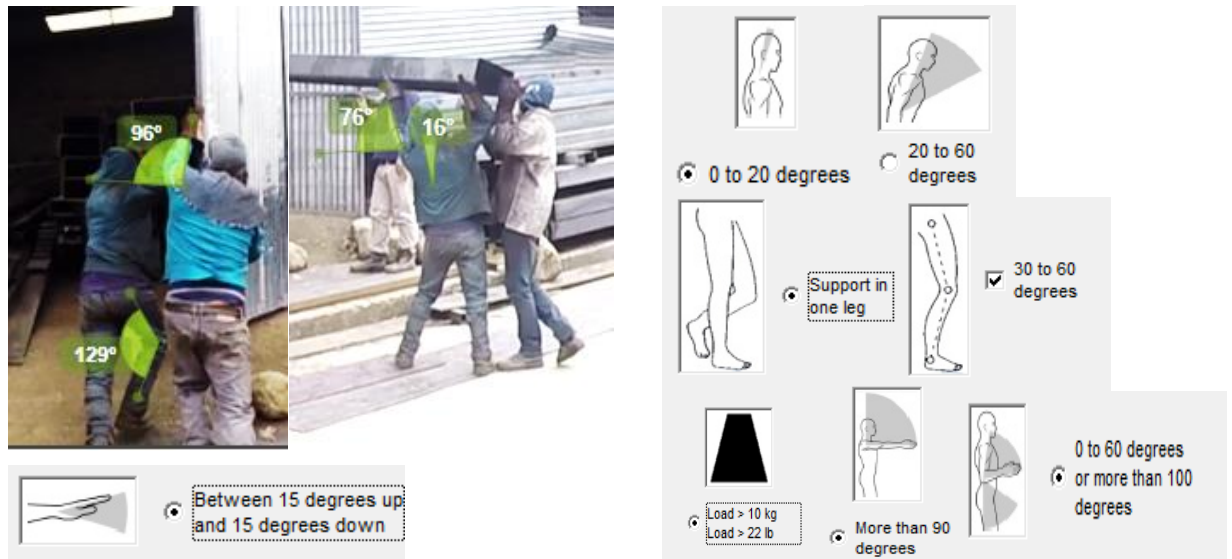 96º
129º
76º
16º
Between 15 degrees up
and 15 degrees down
0 to 20 degrees
20 to 60
degrees
Support in
one leg
30 to 60
degrees
Load > 10 kg
Load > 22 lb
More than 90
degrees
0 to 60 degrees
or more than 100
degrees